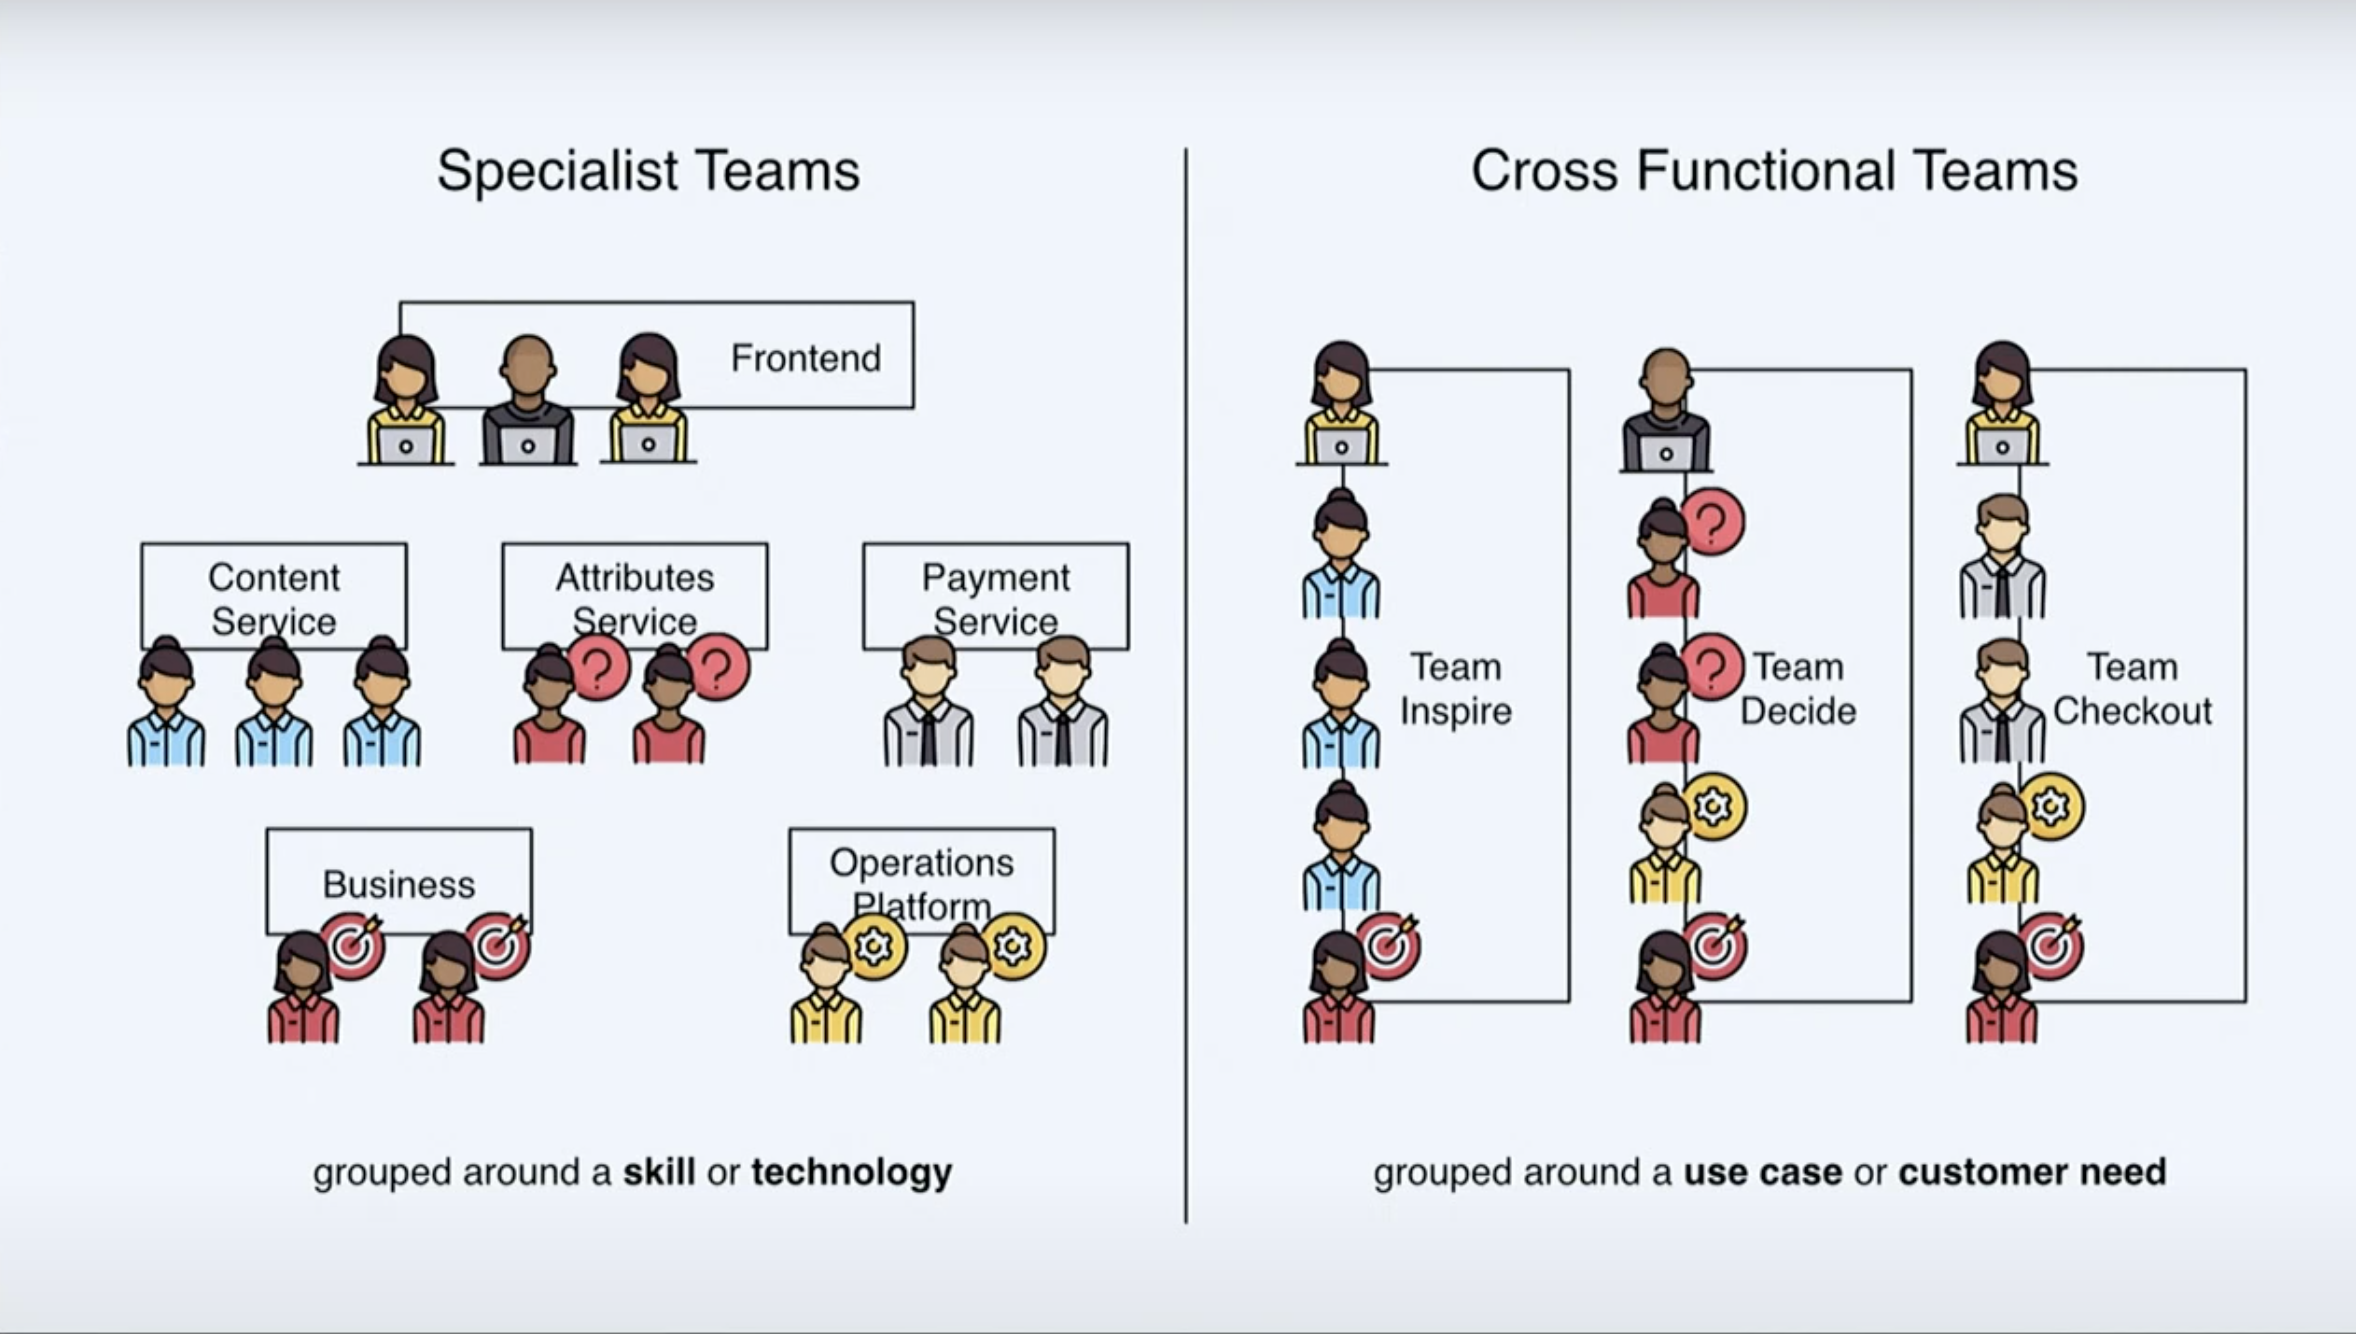 Specialist Teams
Cross Functional Teams
Frontend
Content
Service
Attributes
Service
Payment
Service
Business
Operations
Platform
grouped around a skill or technology
Team
Inspire
Team
Decide
Team
Checkout
grouped around a use case or customer need